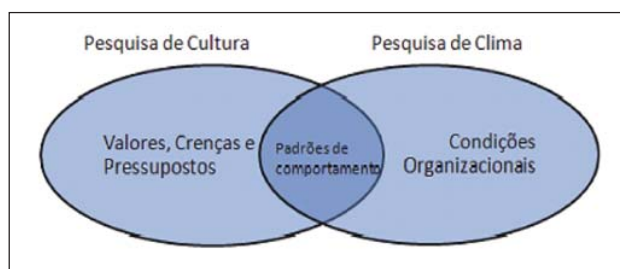 Pesquisa de Cultura
Pesquisa de Clima
Valores, Crenças e
Pressupostos
Padrões de
comportamento
Condições
Organizacionais